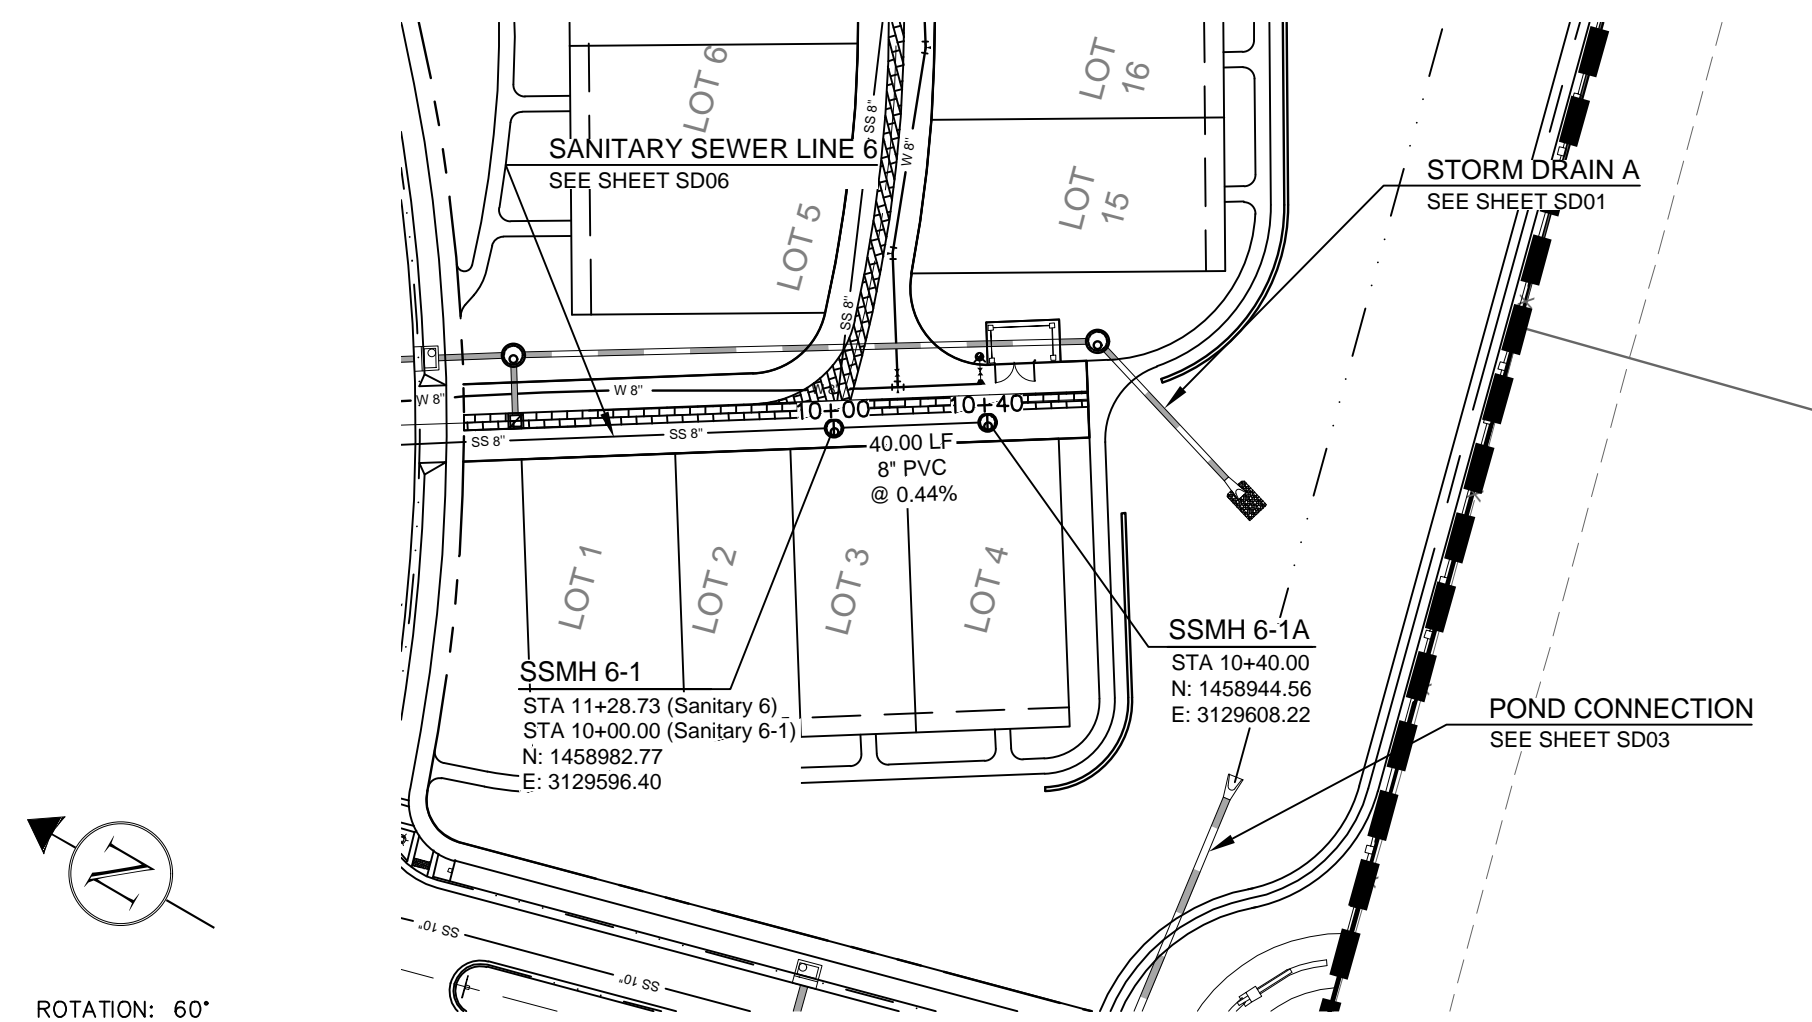 LOT 6
LOT
16
SS 8"
W 8"
SANITARY SEWER LINE 6
SEE SHEET SD06
STORM DRAIN A
SEE SHEET SD01
LOT
15
LOT 5
SS 8"
W 8"
W 8"
W 8"
10+00
10+40
SS 8"
SS 8"
40.00 LF
8" PVC
@ 0.44%
LOT 1
LOT 2
LOT 3
LOT 4
SSMH 6-1
STA 11+28.73 (Sanitary 6)
STA 10+00.00 (Sanitary 6-1)
N: 1458982.77
E: 3129596.40
SSMH 6-1A
STA 10+40.00
N: 1458944.56
E: 3129608.22
POND CONNECTION
SEE SHEET SD03
N
SS 10"
SS 10"
ROTATION: 60°